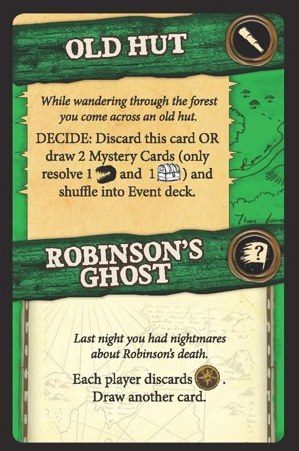 OLD HUT
While wandering through the forest
you come across an old hut.
DECIDE: Discard this card OR
draw 2 Mystery Cards (only
resolve 1 and 1 ) and
shuffle into Event deck.
ROBINSON'S
GHOST
?
Last night you had nightmares
about Robinson's death.
Each player discards .
Draw another card.